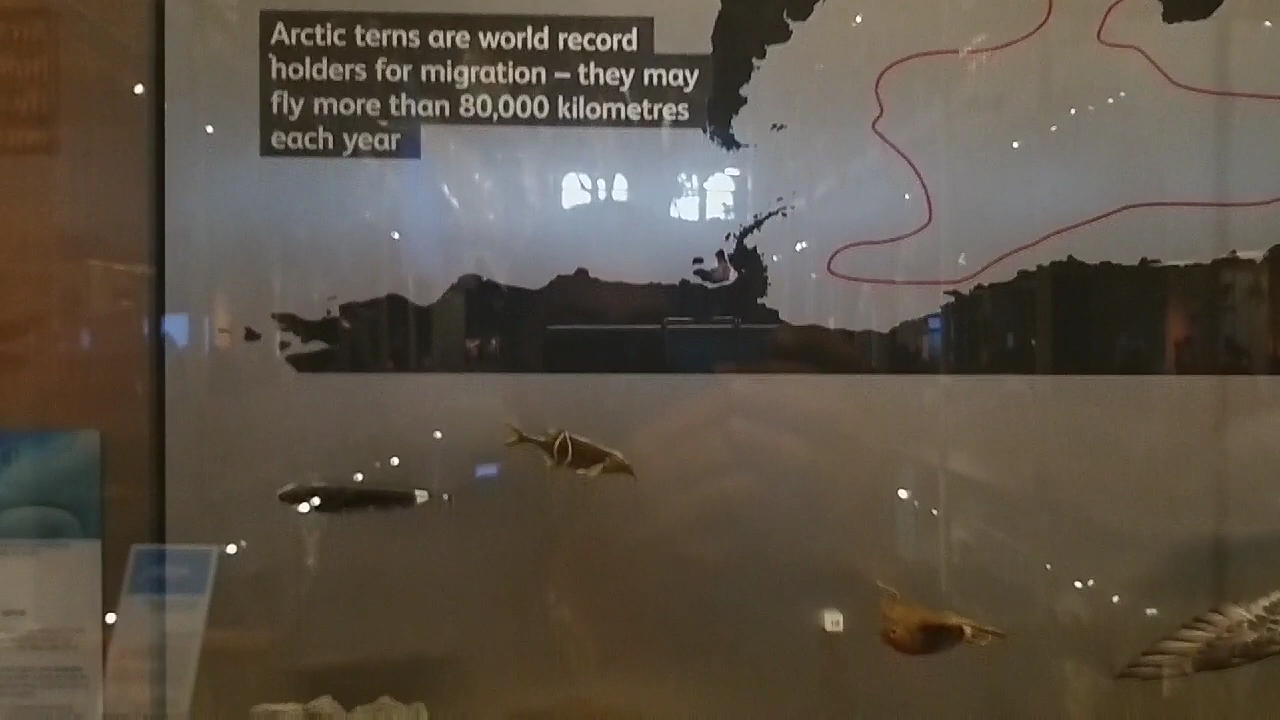 Arctic terns are world record
holders for migration – they may
fly more than 80,000 kilometres
each year